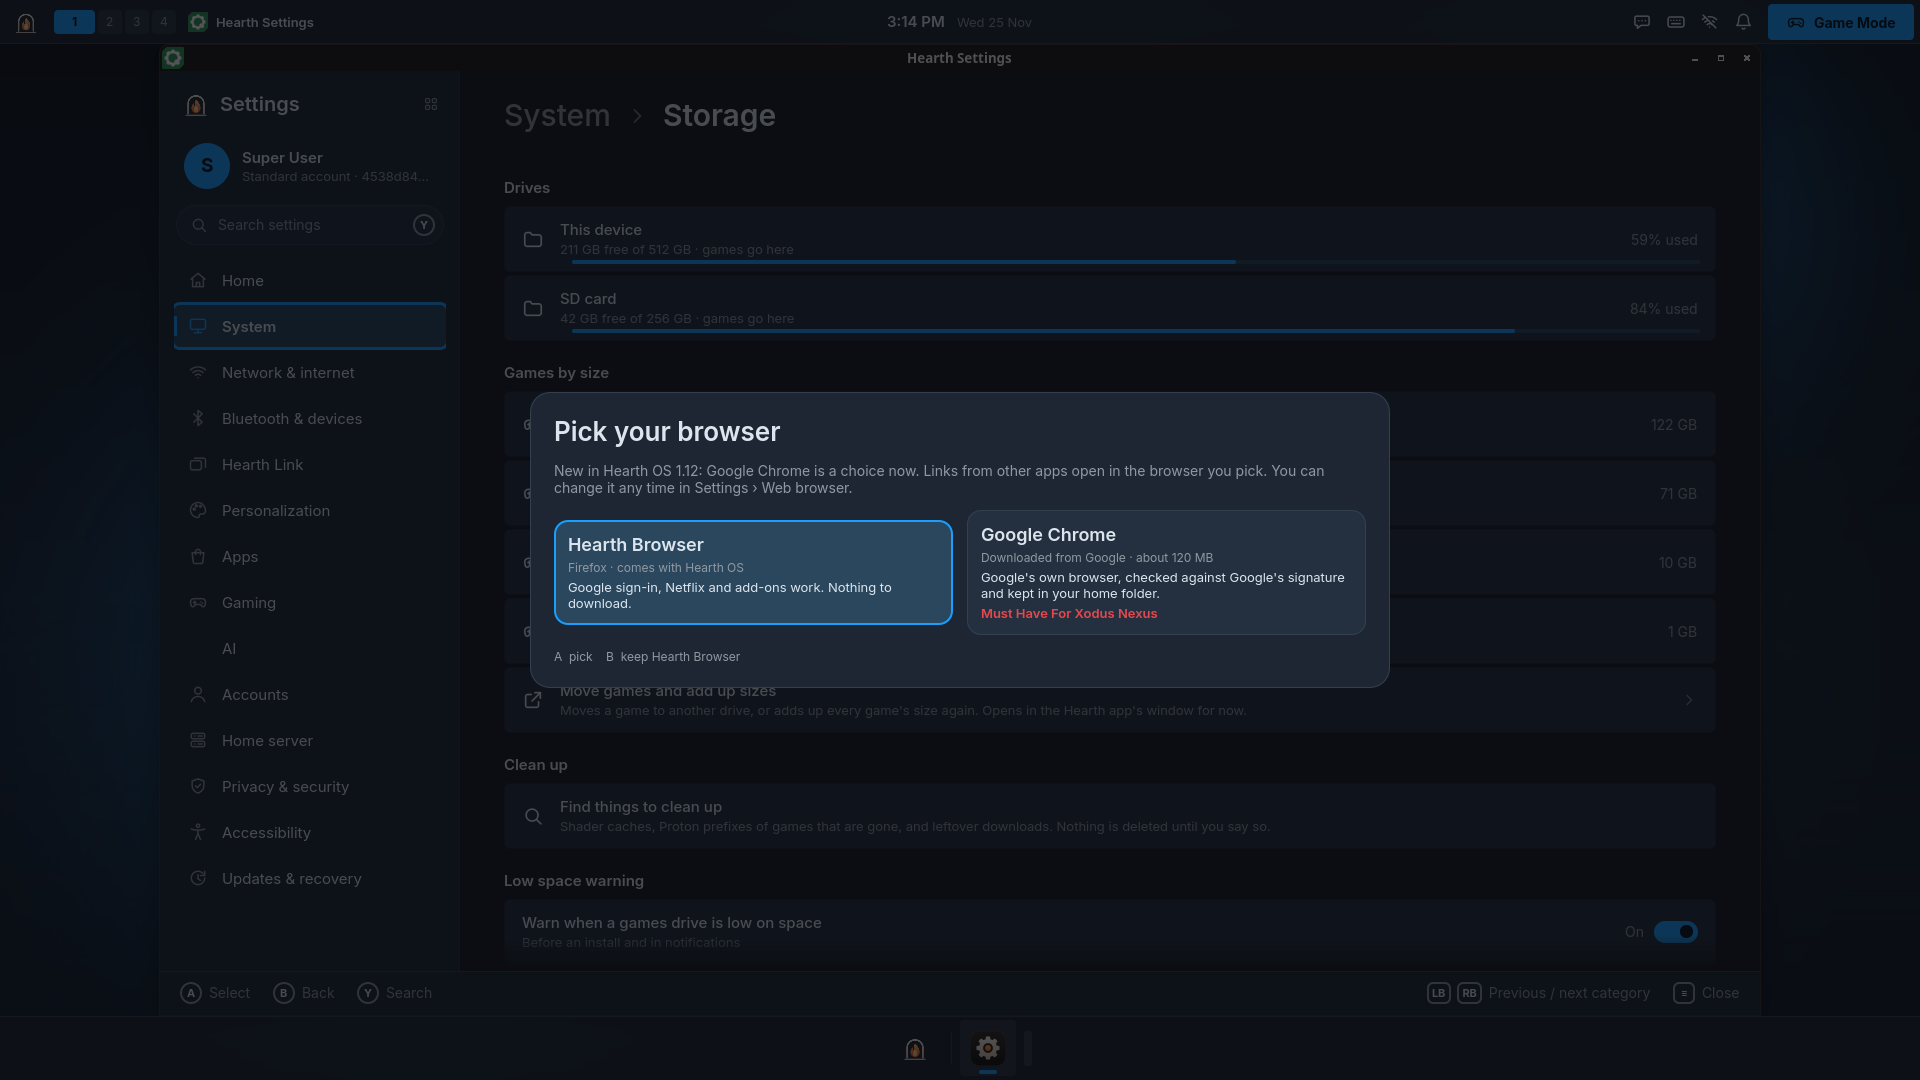 1
2
3
4
Hearth Settings
3:14 PM
Wed 25 Nov
Game Mode
Hearth Settings
Settings
S
Super User
Standard account · 4538d84...
Search settings
Y
Home
System
Network & internet
Bluetooth & devices
Hearth Link
Personalization
Apps
Gaming
AI
Accounts
Home server
Privacy & security
Accessibility
Updates & recovery
System › Storage
Drives
This device
211 GB free of 512 GB · games go here
59% used
SD card
42 GB free of 256 GB · games go here
84% used
Games by size
122 GB
71 GB
10 GB
1 GB
Pick your browser
New in Hearth OS 1.12: Google Chrome is a choice now. Links from other apps open in the browser you pick. You can
change it any time in Settings › Web browser.
Hearth Browser
Firefox · comes with Hearth OS
Google sign-in, Netflix and add-ons work. Nothing to
download.
Google Chrome
Downloaded from Google · about 120 MB
Google's own browser, checked against Google's signature
and kept in your home folder.
Must Have For Xodus Nexus
A pick B keep Hearth Browser
Move games and add up sizes
Moves a game to another drive, or adds up every game's size again. Opens in the Hearth app's window for now.
Clean up
Find things to clean up
Shader caches, Proton prefixes of games that are gone, and leftover downloads. Nothing is deleted until you say so.
Low space warning
Warn when a games drive is low on space
Before an install and in notifications
On
A Select
B Back
Y Search
LB RB Previous / next category
Close